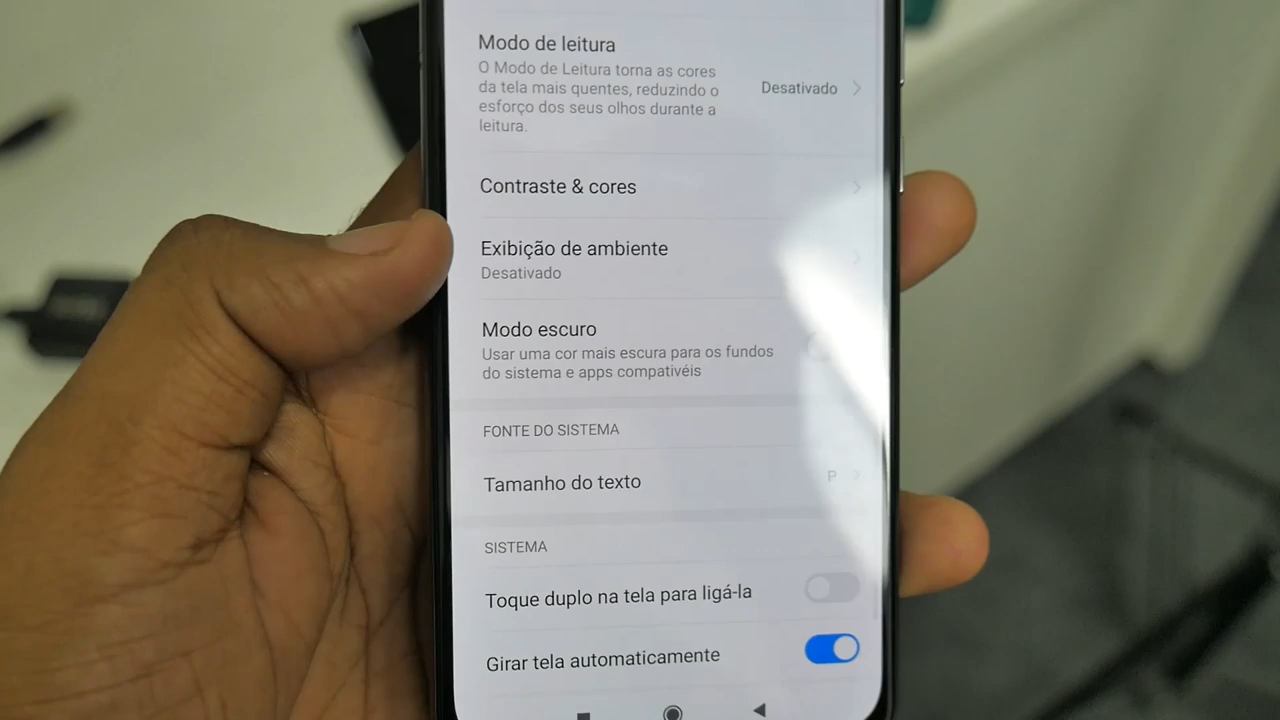 Modo de leitura
O Modo de Leitura torna as cores
da tela mais quentes, reduzindo o
esforço dos seus olhos durante a
leitura.
Desativado
Contraste & cores
Exibição de ambiente
Desativado
Modo escuro
Usar uma cor mais escura para os fundos
do sistema e apps compativéis
FONTE DO SISTEMA
Tamanho do texto
P
SISTEMA
Toque duplo na tela para ligá-la
Girar tela automaticamente